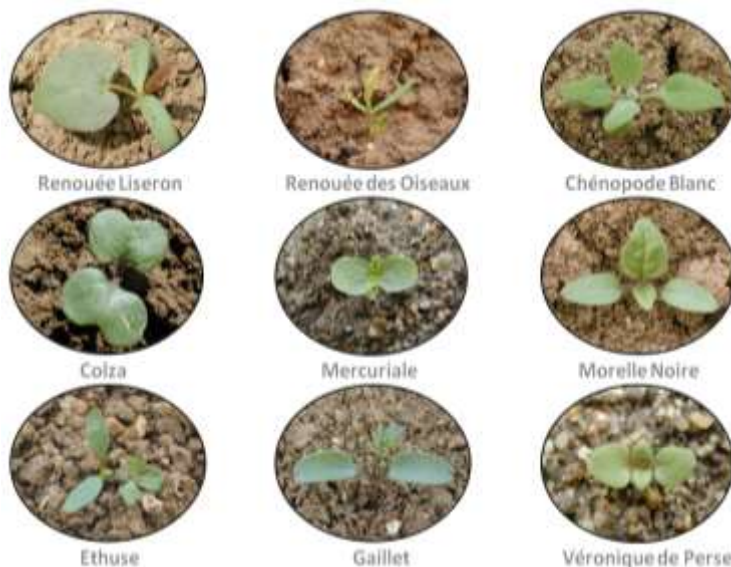 Renouée Liseron
Renouée des Oiseaux
Chénopode Blanc
Colza
Mercuriale
Morelle Noire
Ethuse
Gaillet
Véronique de Perse